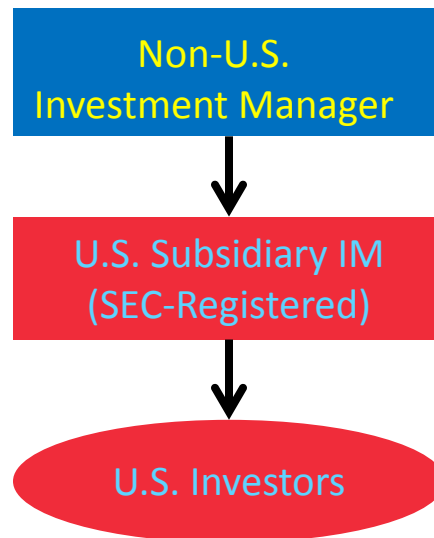 Non-U.S.
Investment Manager
U.S. Subsidiary IM
(SEC-Registered)
U.S. Investors